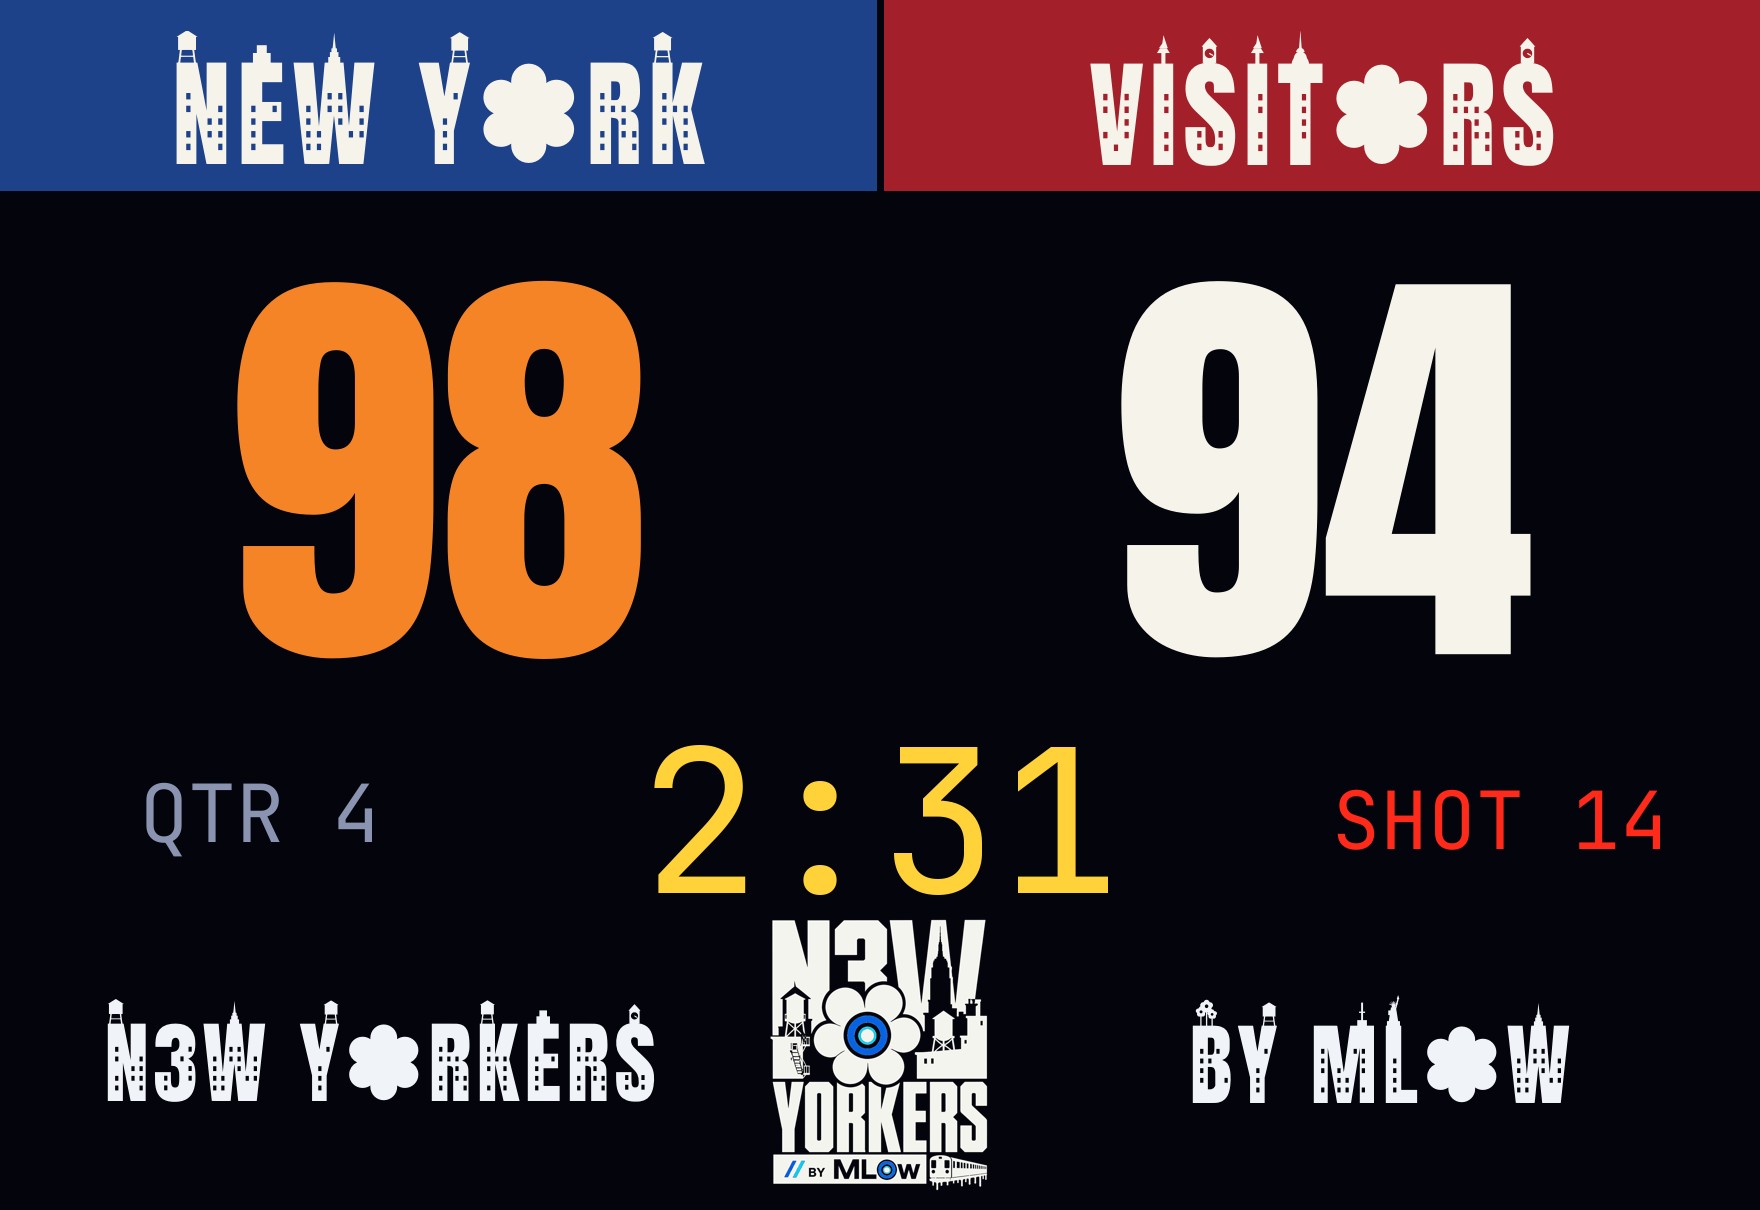 NEW YORK
VISITORS
98
94
QTR 4
2:31
SHOT 14
N3W YORKERS
N3W
YORKERS
// BY MLOW
BY MLOW